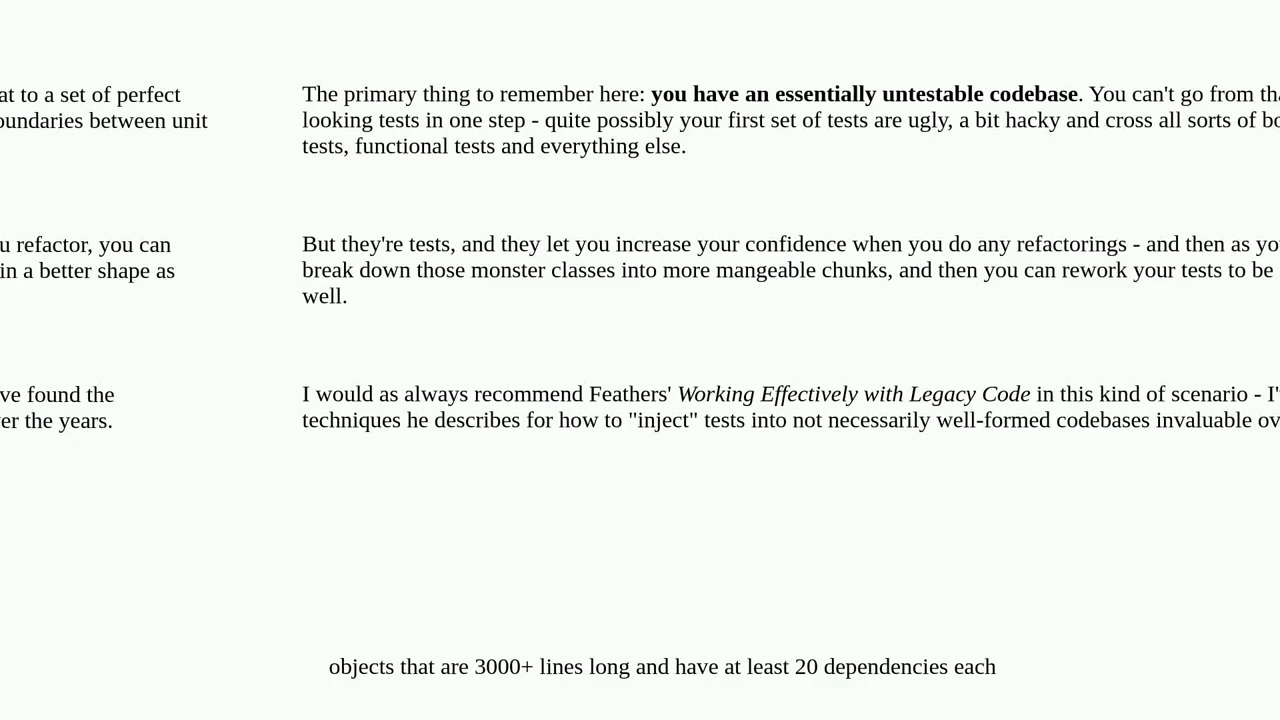 at to a set of perfect
oundaries between unit
The primary thing to remember here: you have an essentially untestable codebase. You can't go from tha
looking tests in one step - quite possibly your first set of tests are ugly, a bit hacky and cross all sorts of bo
tests, functional tests and everything else.
u refactor, you can
in a better shape as
But they're tests, and they let you increase your confidence when you do any refactorings - and then as yo
break down those monster classes into more mangeable chunks, and then you can rework your tests to be
well.
ve found the
er the years.
I would as always recommend Feathers' Working Effectively with Legacy Code in this kind of scenario - I'
techniques he describes for how to "inject" tests into not necessarily well-formed codebases invaluable ov
objects that are 3000+ lines long and have at least 20 dependencies each